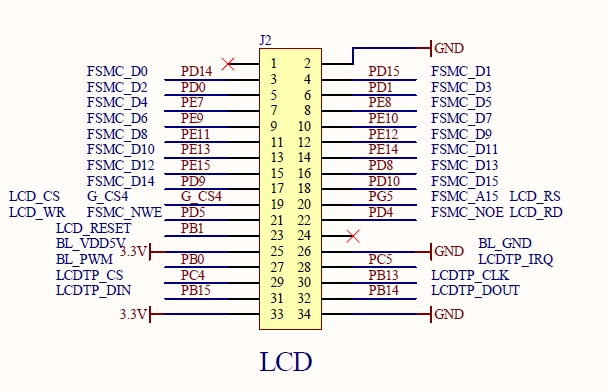 J2
1 2 GND
FSMC_D0 PD14 3 4 PD15 FSMC_D1
FSMC_D2 PD0 5 6 PD1 FSMC_D3
FSMC_D4 PE7 7 8 PE8 FSMC_D5
FSMC_D6 PE9 9 10 PE10 FSMC_D7
FSMC_D8 PE11 11 12 PE12 FSMC_D9
FSMC_D10 PE13 13 14 PE14 FSMC_D11
FSMC_D12 PE15 15 16 PD8 FSMC_D13
FSMC_D14 PD9 17 18 PD10 FSMC_D15
LCD_CS G_CS4 G_CS4 19 20 PG5 FSMC_A15 LCD_RS
LCD_WR FSMC_NWE PD5 21 22 PD4 FSMC_NOE LCD_RD
LCD_RESET PB1 23 24
BL_VDD5V 3.3V 25 26 GND BL_GND
BL_PWM PB0 27 28 PC5 LCDTP_IRQ
LCDTP_CS PC4 29 30 PB13 LCDTP_CLK
LCDTP_DIN PB15 31 32 PB14 LCDTP_DOUT
3.3V 33 34 GND
LCD